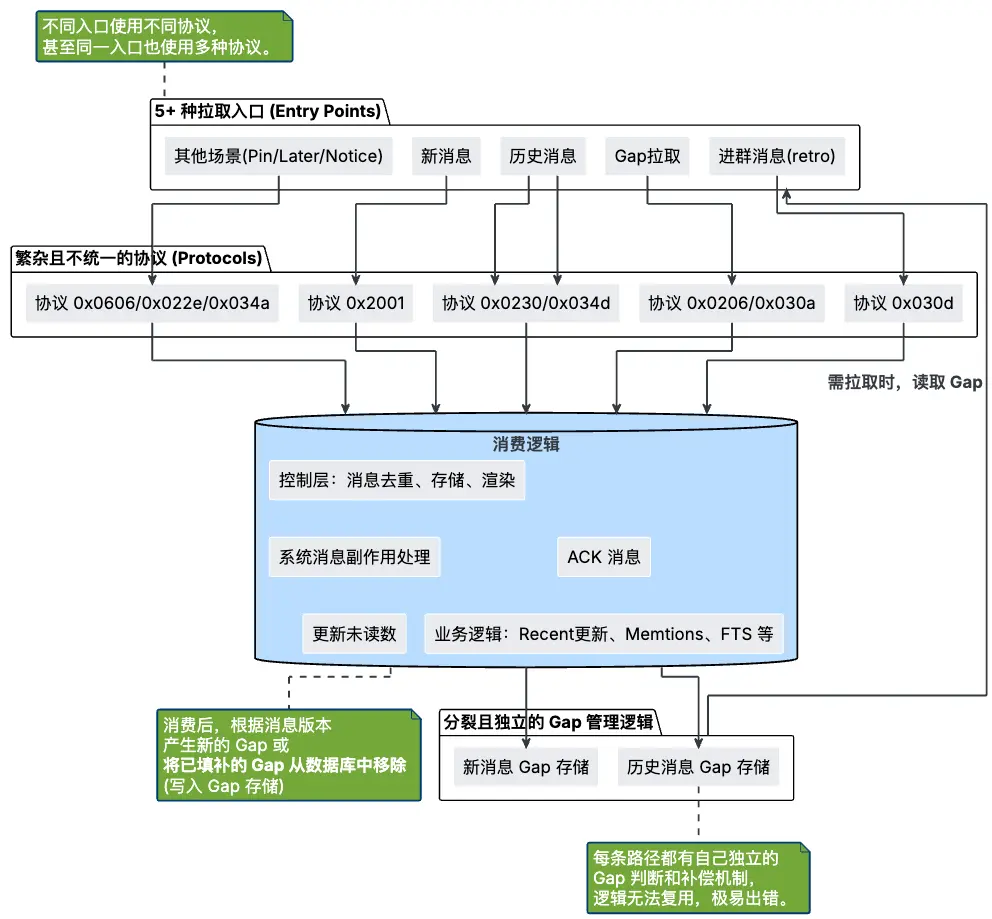 不同入口使用不同协议，
甚至同一入口也使用多种协议。
5+ 种拉取入口 (Entry Points)
其他场景(Pin/Later/Notice)
新消息
历史消息
Gap拉取
进群消息(retro)
繁杂且不统一的协议 (Protocols)
协议 0x0606/0x022e/0x034a
协议 0x2001
协议 0x0230/0x034d
协议 0x0206/0x030a
协议 0x030d
需拉取时，读取 Gap
消费逻辑
控制层：消息去重、存储、渲染
系统消息副作用处理
ACK 消息
更新未读数
业务逻辑：Recent更新、Memtions、FTS 等
消费后，根据消息版本
产生新的 Gap 或
将已填补的 Gap 从数据库中移除
(写入 Gap 存储)
分裂且独立的 Gap 管理逻辑
新消息 Gap 存储
历史消息 Gap 存储
每条路径都有自己独立的
Gap 判断和补偿机制，
逻辑无法复用，极易出错。